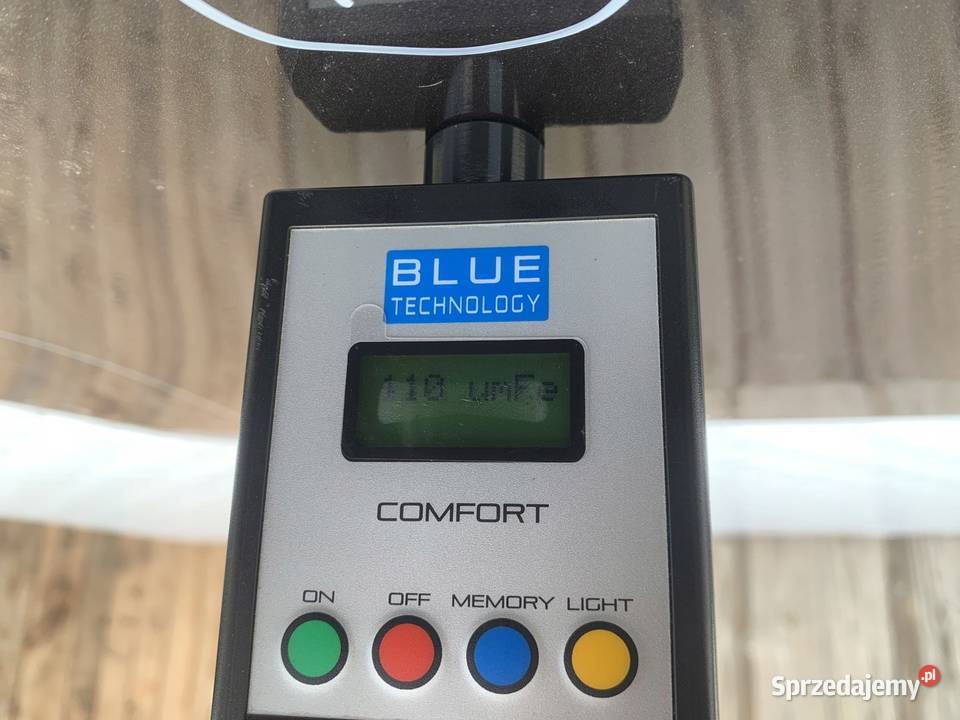 BLUE
TECHNOLOGY
110 umFe
COMFORT
ON OFF MEMORY LIGHT
Sprzedajemy.pl